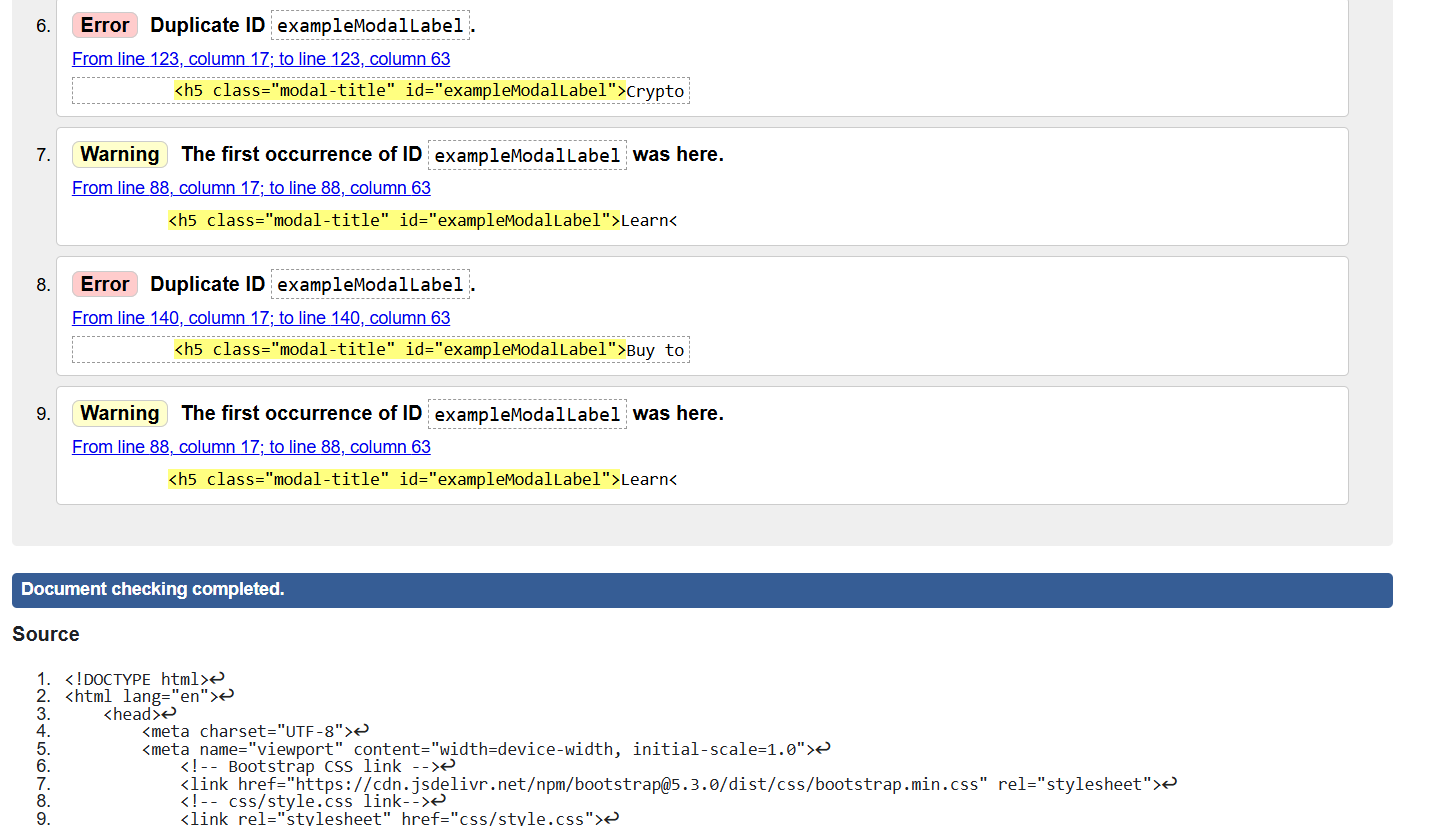 6. Error Duplicate ID exampleModalLabel.
From line 123, column 17; to line 123, column 63
<h5 class="modal-title" id="exampleModalLabel">Crypto
7. Warning The first occurrence of ID exampleModalLabel was here.
From line 88, column 17; to line 88, column 63
<h5 class="modal-title" id="exampleModalLabel">Learn<
8. Error Duplicate ID exampleModalLabel.
From line 140, column 17; to line 140, column 63
<h5 class="modal-title" id="exampleModalLabel">Buy to
9. Warning The first occurrence of ID exampleModalLabel was here.
From line 88, column 17; to line 88, column 63
<h5 class="modal-title" id="exampleModalLabel">Learn<
Document checking completed.
Source
1. <!DOCTYPE html>↩
2. <html lang="en">↩
3. <head>↩
4. <meta charset="UTF-8">↩
5. <meta name="viewport" content="width=device-width, initial-scale=1.0">↩
6. <!-- Bootstrap CSS link -->↩
7. <link href="https://cdn.jsdelivr.net/npm/bootstrap@5.3.0/dist/css/bootstrap.min.css" rel="stylesheet">↩
8. <!-- css/style.css link-->↩
9. <link rel="stylesheet" href="css/style.css">↩